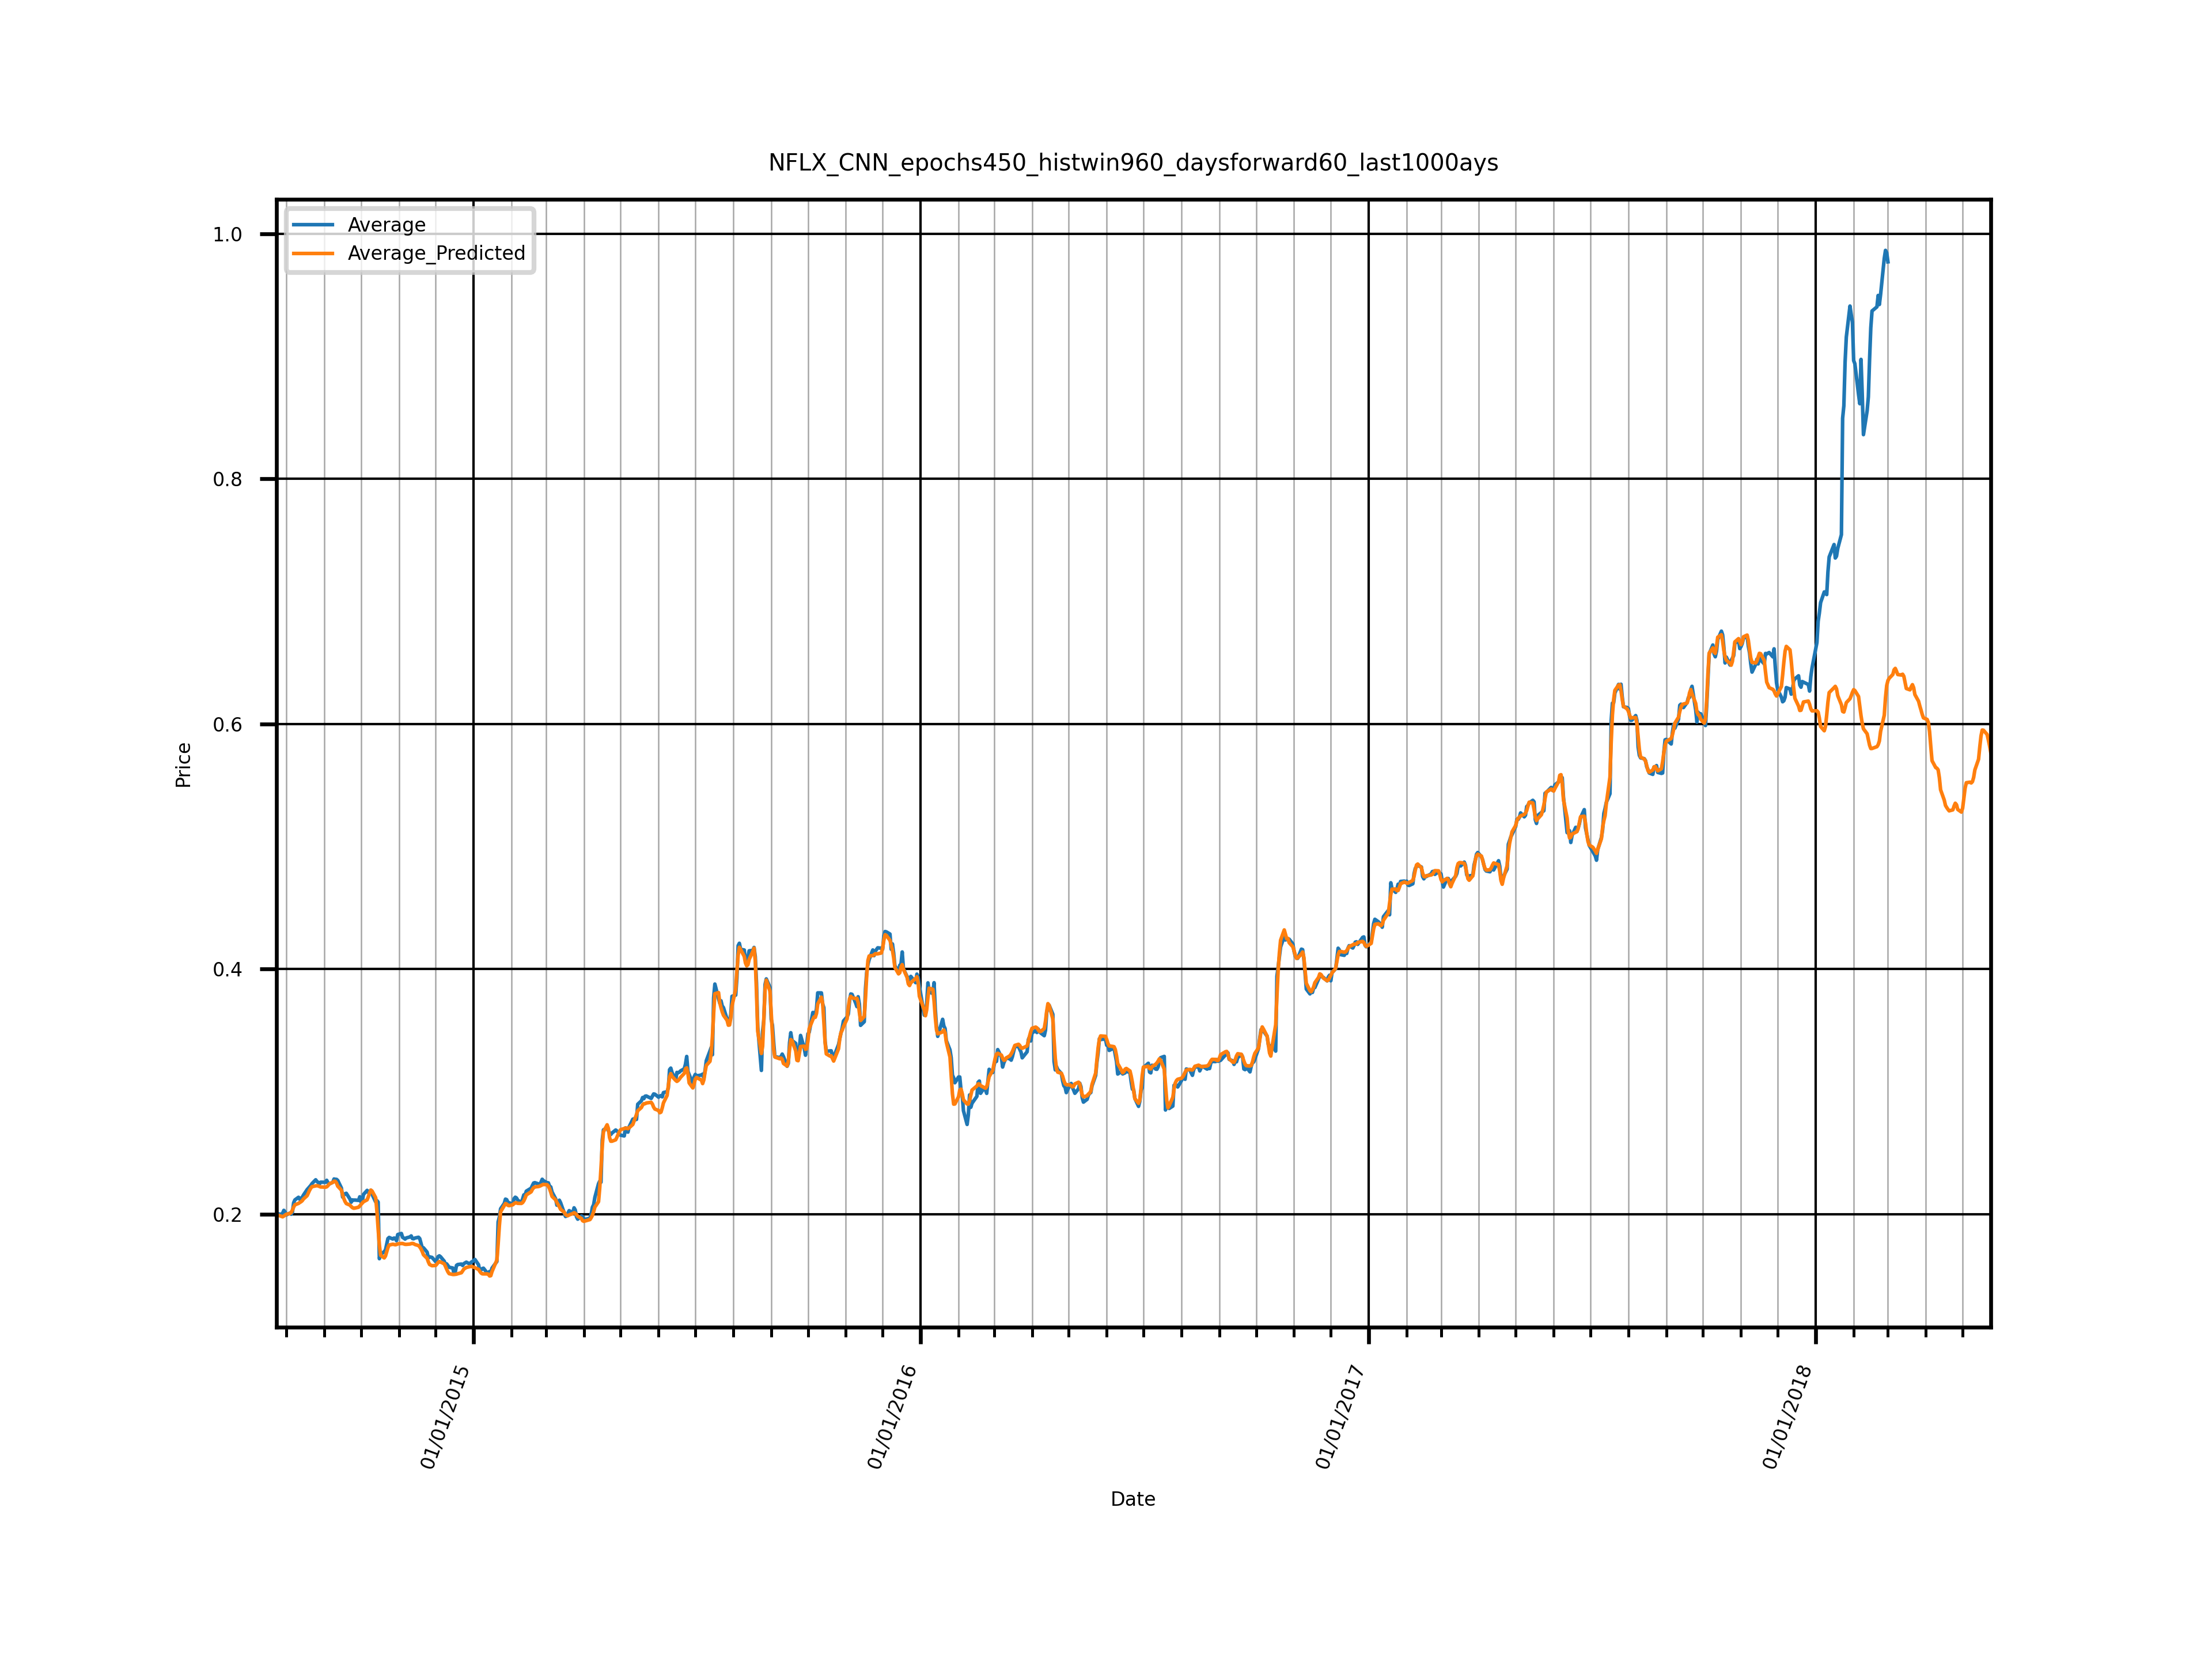 NFLX_CNN_epochs450_histwin960_daysforward60_last1000ays
Average
Average_Predicted
1.0
0.8
0.6
0.4
0.2
Price
01/01/2015
01/01/2016
01/01/2017
01/01/2018
Date